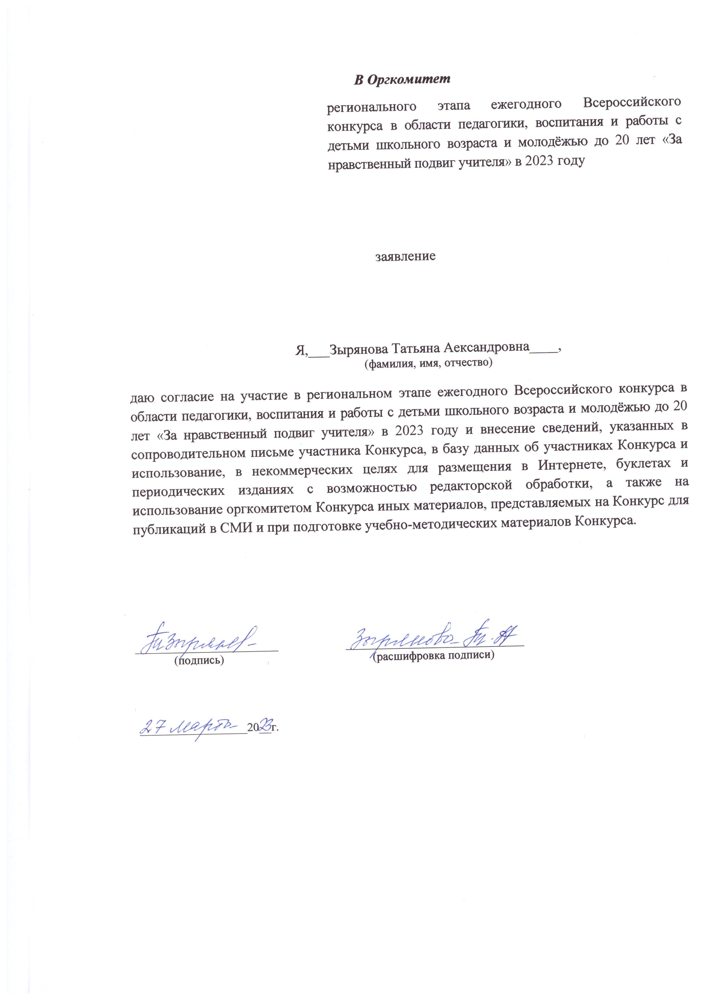 В Оргкомитет
регионального этапа ежегодного Всероссийского
конкурса в области педагогики, воспитания и работы с
детьми школьного возраста и молодёжью до 20 лет «За
нравственный подвиг учителя» в 2023 году
заявление
Я,___Зырянова Татьяна Аександровна____,
(фамилия, имя, отчество)
даю согласие на участие в региональном этапе ежегодного Всероссийского конкурса в
области педагогики, воспитания и работы с детьми школьного возраста и молодёжью до 20
лет «За нравственный подвиг учителя» в 2023 году и внесение сведений, указанных в
сопроводительном письме участника Конкурса, в базу данных об участниках Конкурса и
использование, в некоммерческих целях для размещения в Интернете, буклетах и
периодических изданиях с возможностью редакторской обработки, а также на
использование оргкомитетом Конкурса иных материалов, представляемых на Конкурс для
публикаций в СМИ и при подготовке учебно-методических материалов Конкурса.
Зырянова Т. А
(подпись) (расшифровка подписи)
27 марта 2023г.